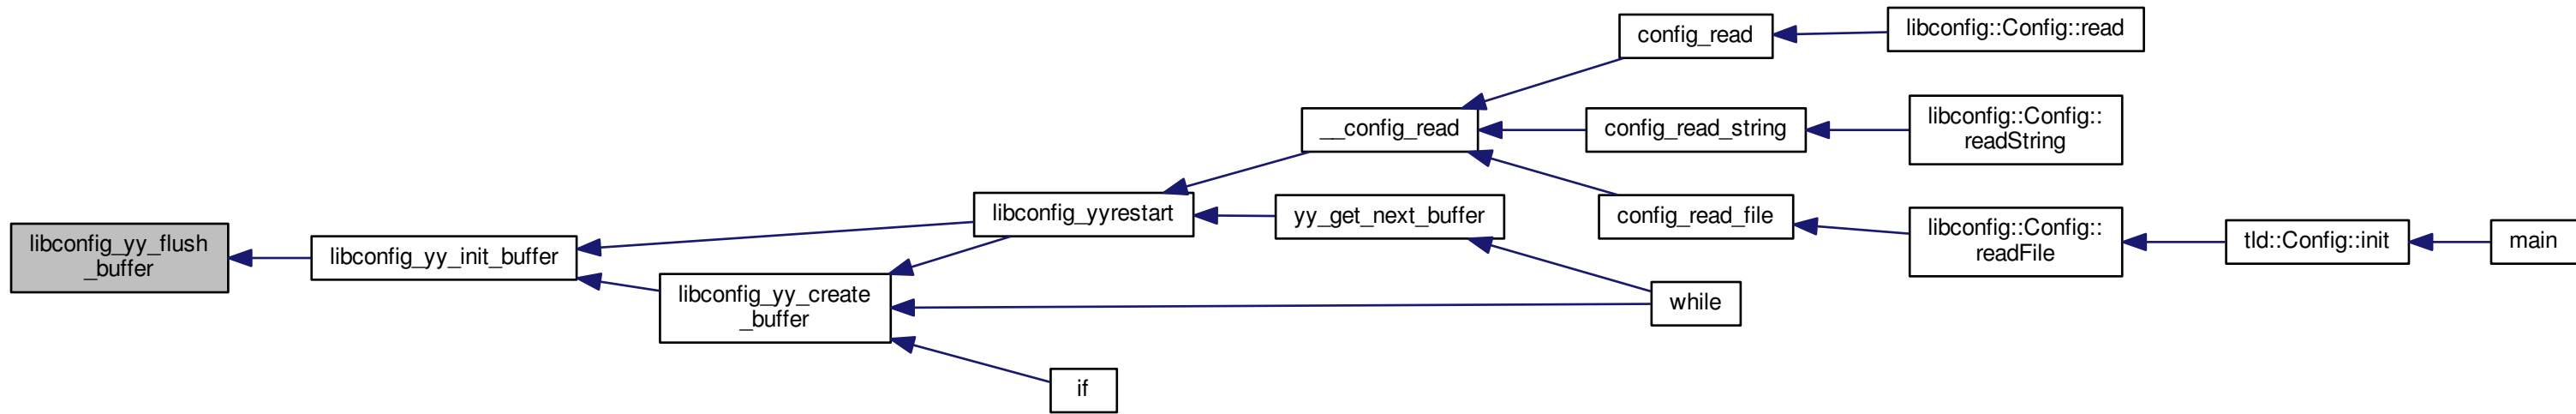 libconfig_yy_flush
_buffer
libconfig_yy_init_buffer
libconfig_yy_create
_buffer
libconfig_yyrestart
if
__config_read
yy_get_next_buffer
while
config_read
config_read_string
config_read_file
libconfig::Config::read
libconfig::Config::
readString
libconfig::Config::
readFile
tld::Config::init
main